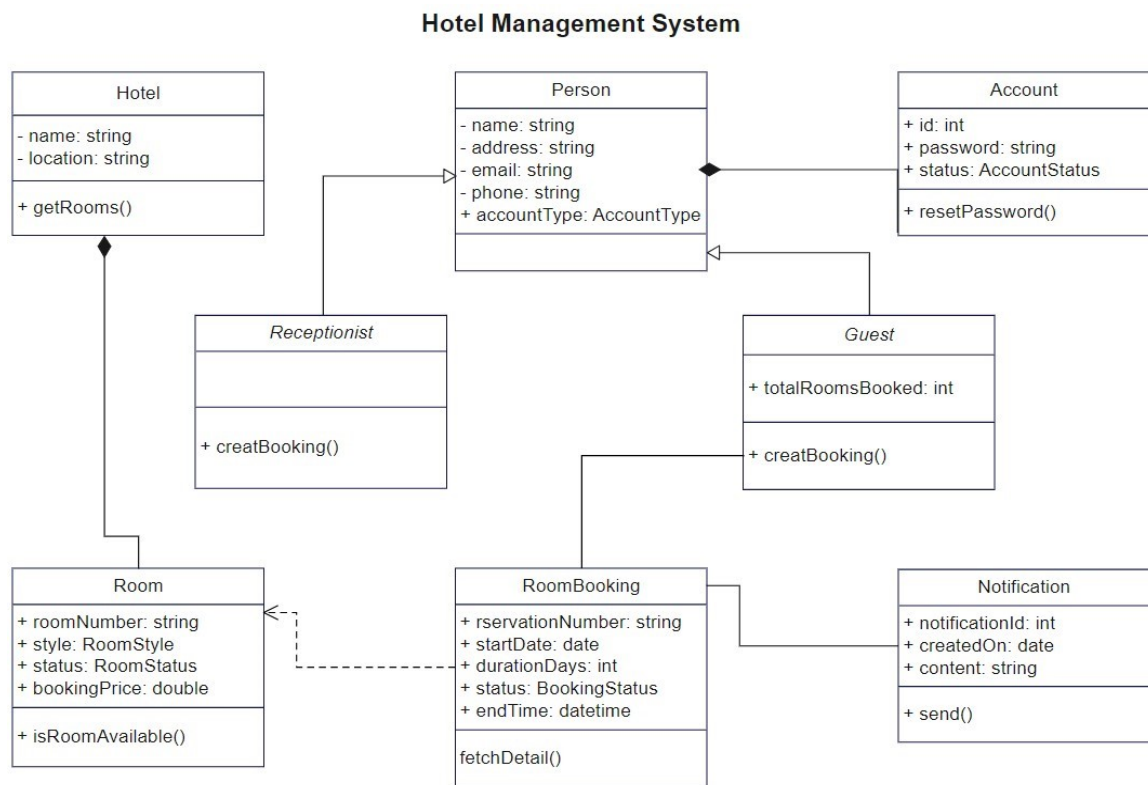 Hotel Management System
Hotel
- name: string
- location: string
+ getRooms()
Person
- name: string
- address: string
- email: string
- phone: string
+ accountType: AccountType
Account
+ id: int
+ password: string
+ status: AccountStatus
+ resetPassword()
Receptionist
+ creatBooking()
Guest
+ totalRoomsBooked: int
+ creatBooking()
Room
+ roomNumber: string
+ style: RoomStyle
+ status: RoomStatus
+ bookingPrice: double
+ isRoomAvailable()
RoomBooking
+ rservationNumber: string
+ startDate: date
+ durationDays: int
+ status: BookingStatus
+ endTime: datetime
fetchDetail()
Notification
+ notificationId: int
+ createdOn: date
+ content: string
+ send()